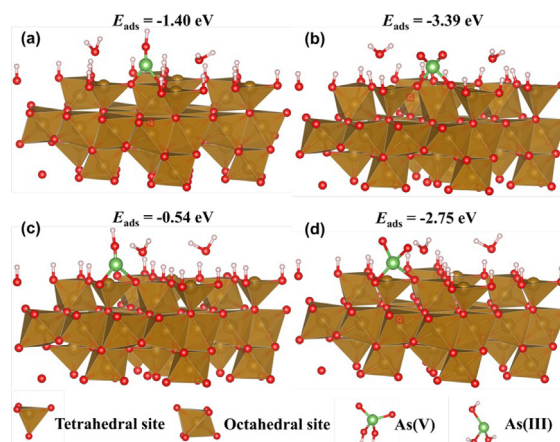 E_ads = -1.40 eV
E_ads = -3.39 eV
(a)
(b)
E_ads = -0.54 eV
E_ads = -2.75 eV
(c)
(d)
Tetrahedral site
Octahedral site
As(V)
As(III)